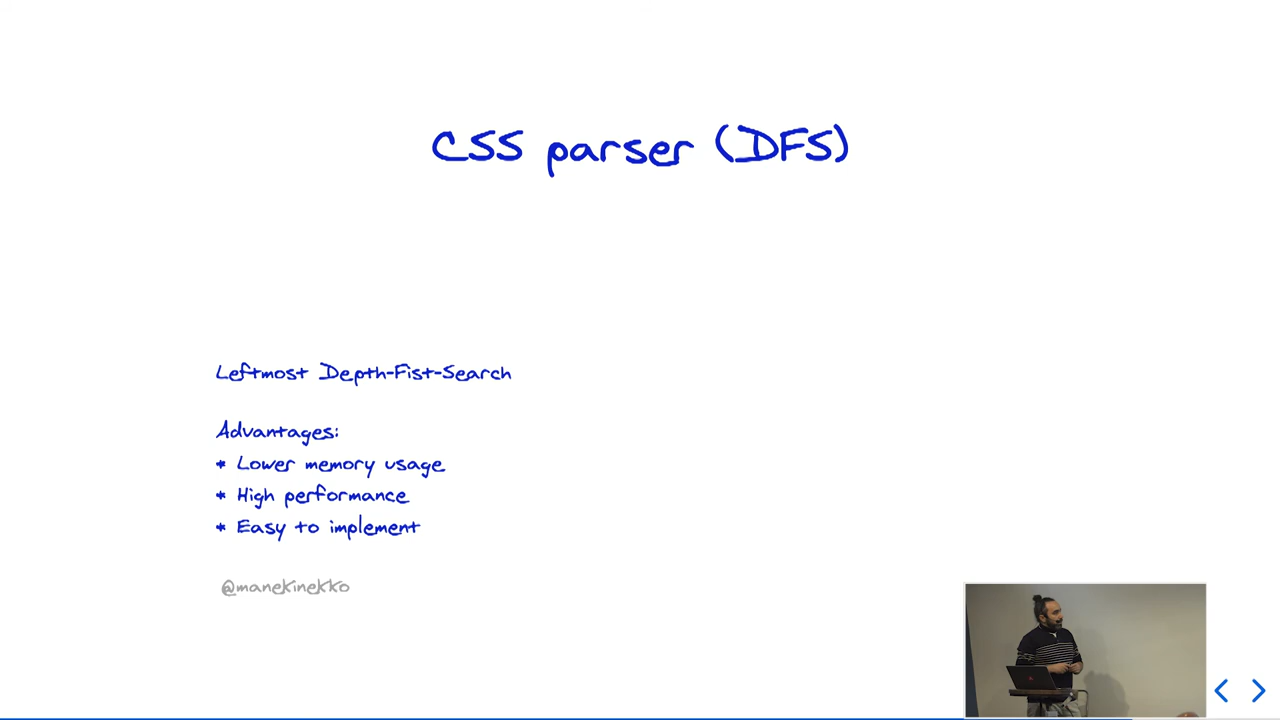 CSS parser (DFS)
Leftmost Depth-Fist-Search
Advantages:
* Lower memory usage
* High performance
* Easy to implement
@manekinekko